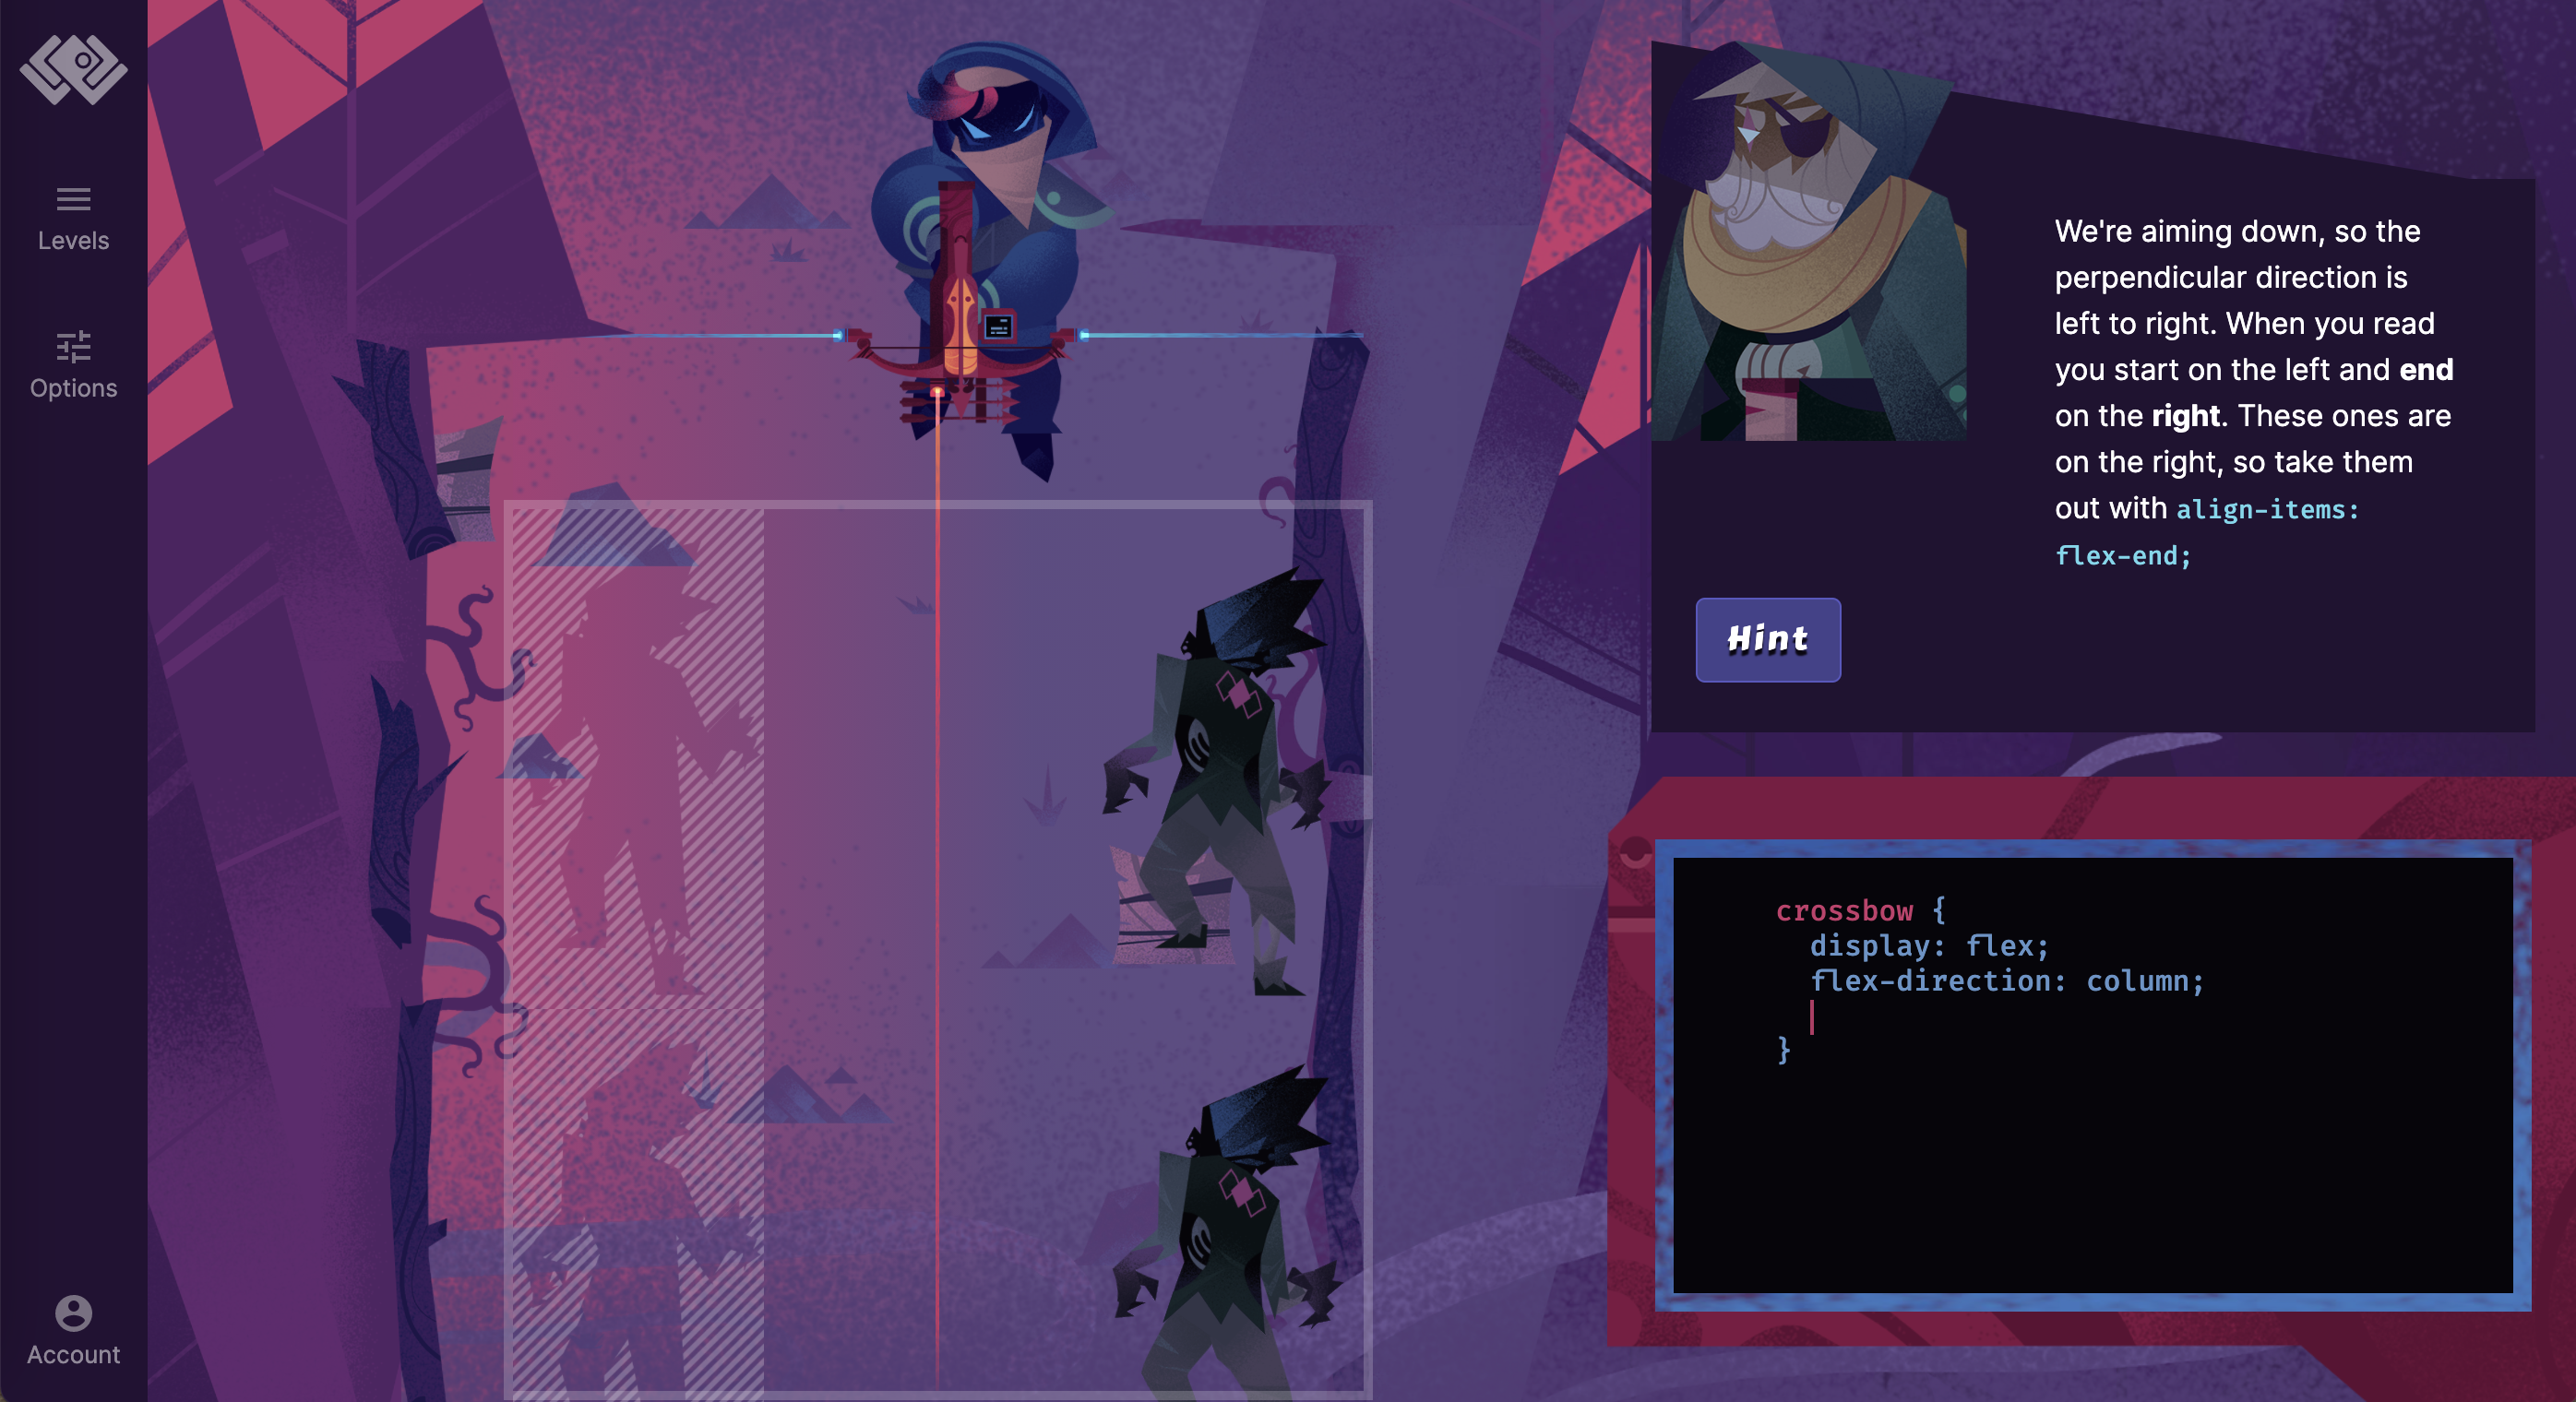 Levels
Options
Account
We're aiming down, so the
perpendicular direction is
left to right. When you read
you start on the left and end
on the right. These ones are
on the right, so take them
out with align-items:
flex-end;
Hint
crossbow {
display: flex;
flex-direction: column;
}